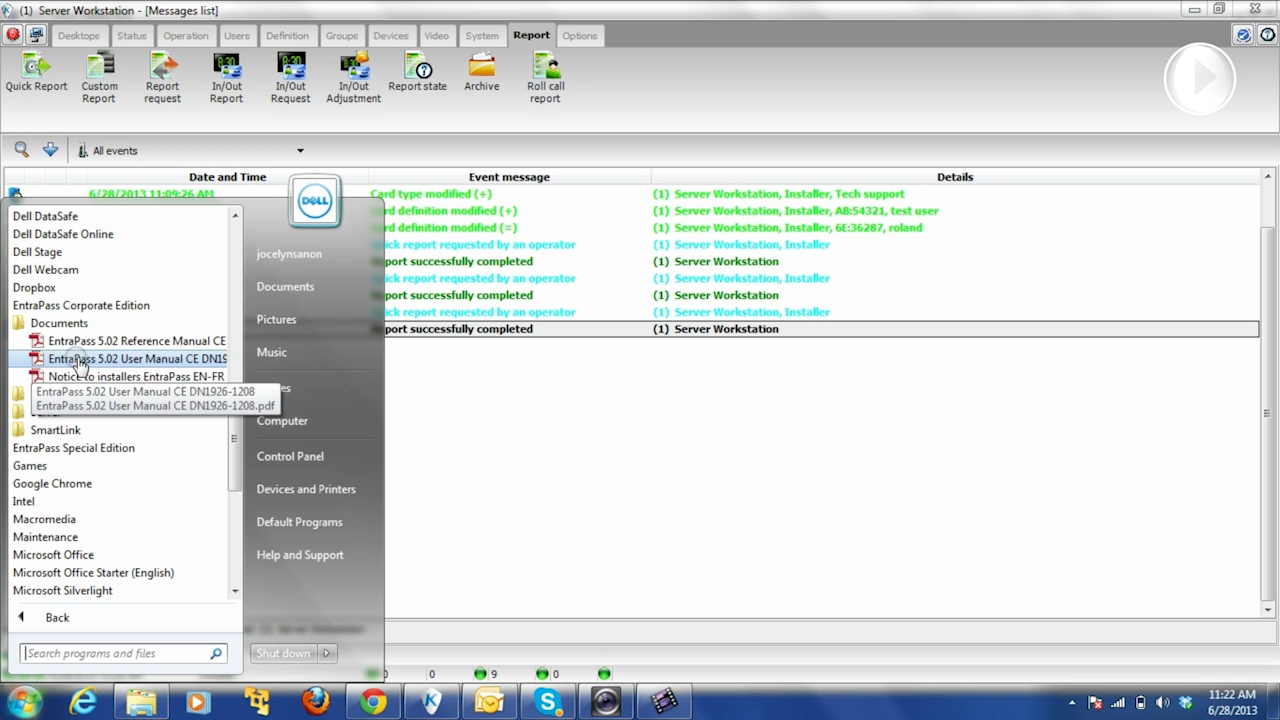 (1) Server Workstation - [Messages list]
Desktops Status Operation Users Definition Groups Devices Video System Report Options
Quick Report
Custom Report
Report request
In/Out Report
In/Out Request
In/Out Adjustment
Report state
Archive
Roll call report
All events
Date and Time Event message Details
6/28/2013 11:09:26 AM Card type modified (+) (1) Server Workstation, Installer, Tech support
rd definition modified (+) (1) Server Workstation, Installer, AB:54321, test user
rd definition modified (=) (1) Server Workstation, Installer, 6E:36287, roland
ick report requested by an operator (1) Server Workstation, Installer
port successfully completed (1) Server Workstation
ick report requested by an operator (1) Server Workstation, Installer
port successfully completed (1) Server Workstation
ick report requested by an operator (1) Server Workstation, Installer
port successfully completed (1) Server Workstation
DELL
Dell DataSafe
Dell DataSafe Online
Dell Stage
Dell Webcam
Dropbox
EntraPass Corporate Edition
Documents
EntraPass 5.02 Reference Manual CE
EntraPass 5.02 User Manual CE DN19
Notice to installers EntraPass EN-FR
EntraPass 5.02 User Manual CE DN1926-1208
EntraPass 5.02 User Manual CE DN1926-1208.pdf
SmartLink
EntraPass Special Edition
Games
Google Chrome
Intel
Macromedia
Maintenance
Microsoft Office
Microsoft Office Starter (English)
Microsoft Silverlight
Back
Search programs and files
jocelynsanon
Documents
Pictures
Music
es
Computer
Control Panel
Devices and Printers
Default Programs
Help and Support
Shut down
0 0 9 0
11:22 AM
6/28/2013